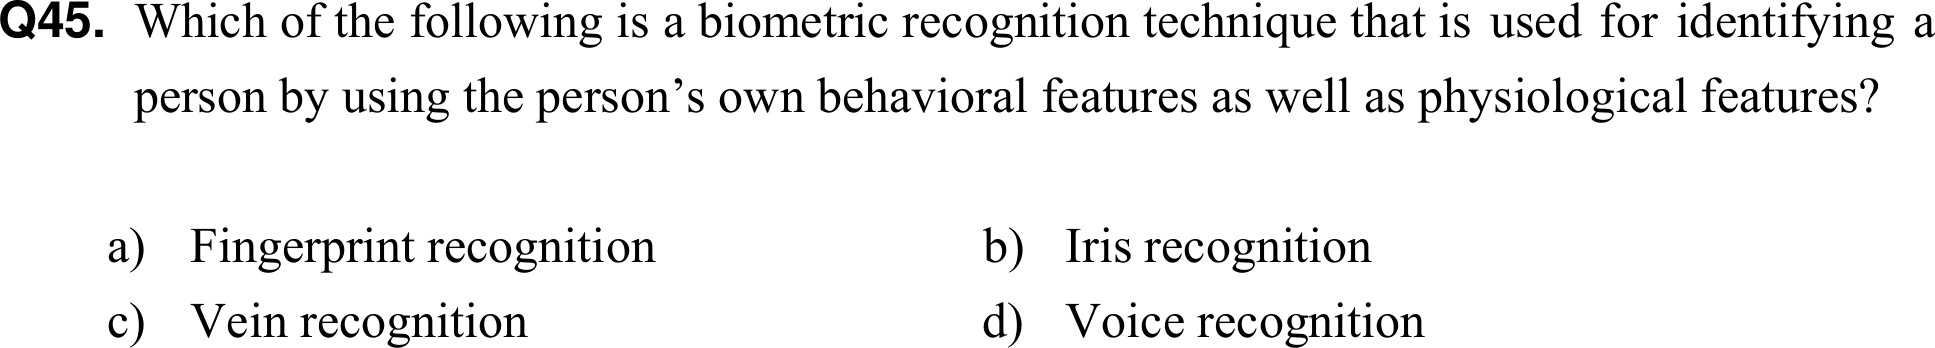 Q45. Which of the following is a biometric recognition technique that is used for identifying a
person by using the person’s own behavioral features as well as physiological features?
a) Fingerprint recognition b) Iris recognition
c) Vein recognition d) Voice recognition